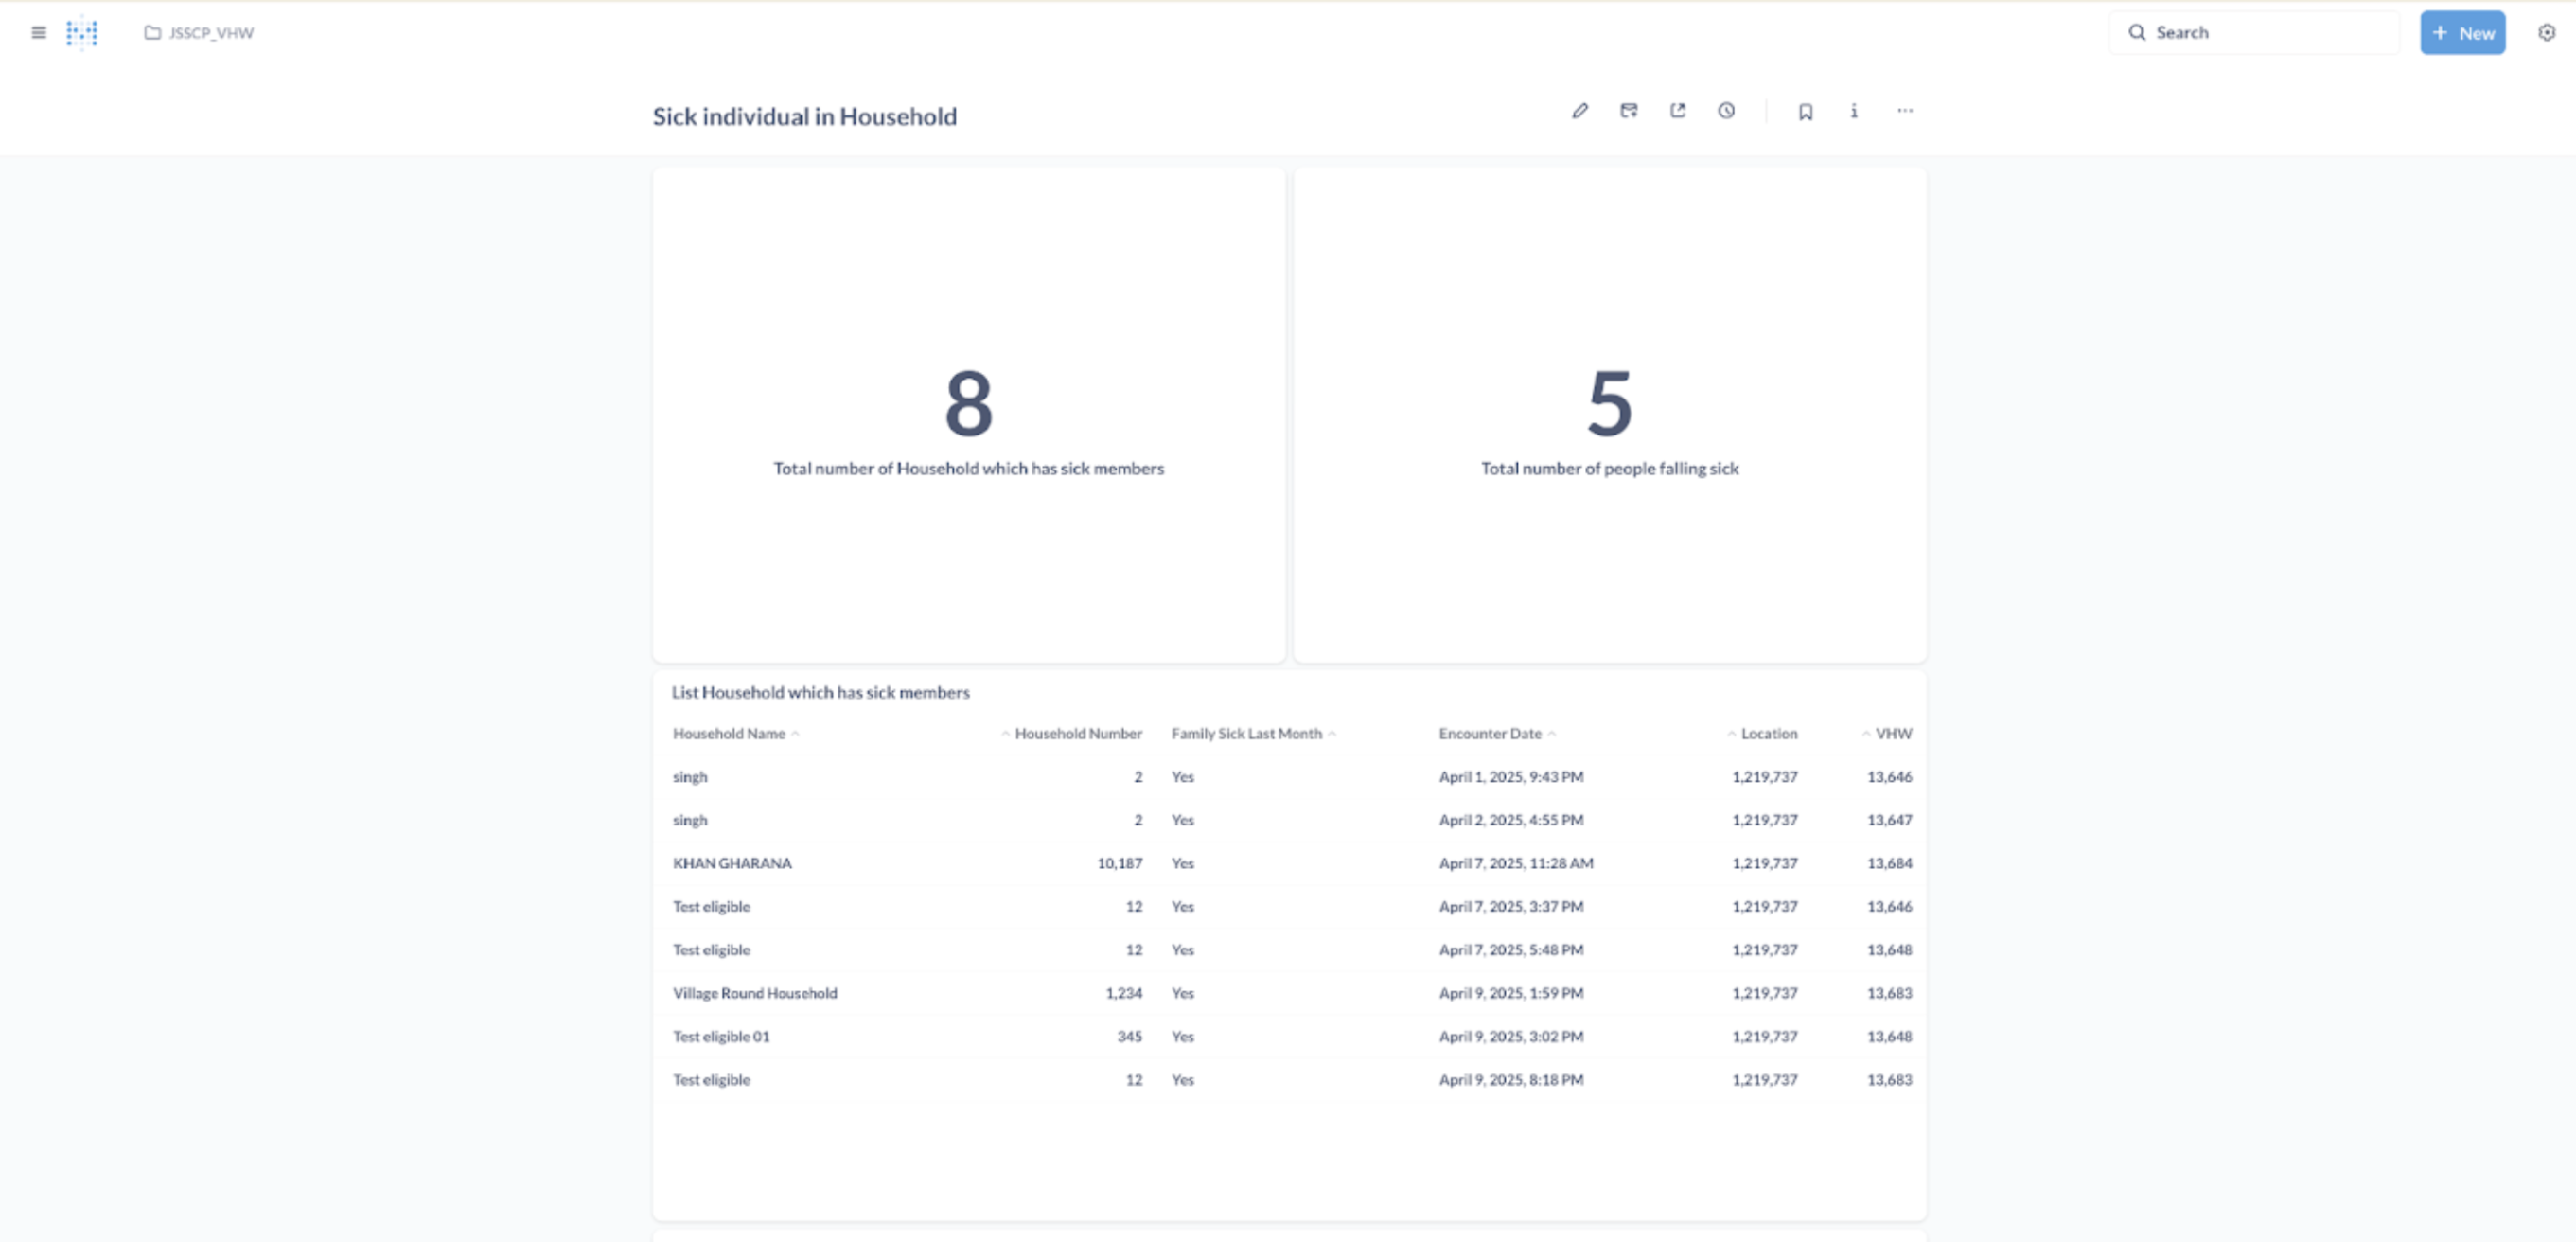 JSSCP_VHW
Search
+ New
Sick individual in Household
8
Total number of Household which has sick members
5
Total number of people falling sick
List Household which has sick members
Household Name Household Number Family Sick Last Month Encounter Date Location VHW
singh 2 Yes April 1, 2025, 9:43 PM 1,219,737 13,646
singh 2 Yes April 2, 2025, 4:55 PM 1,219,737 13,647
KHAN GHARANA 10,187 Yes April 7, 2025, 11:28 AM 1,219,737 13,684
Test eligible 12 Yes April 7, 2025, 3:37 PM 1,219,737 13,646
Test eligible 12 Yes April 7, 2025, 5:48 PM 1,219,737 13,648
Village Round Household 1,234 Yes April 9, 2025, 1:59 PM 1,219,737 13,683
Test eligible 01 345 Yes April 9, 2025, 3:02 PM 1,219,737 13,648
Test eligible 12 Yes April 9, 2025, 8:18 PM 1,219,737 13,683